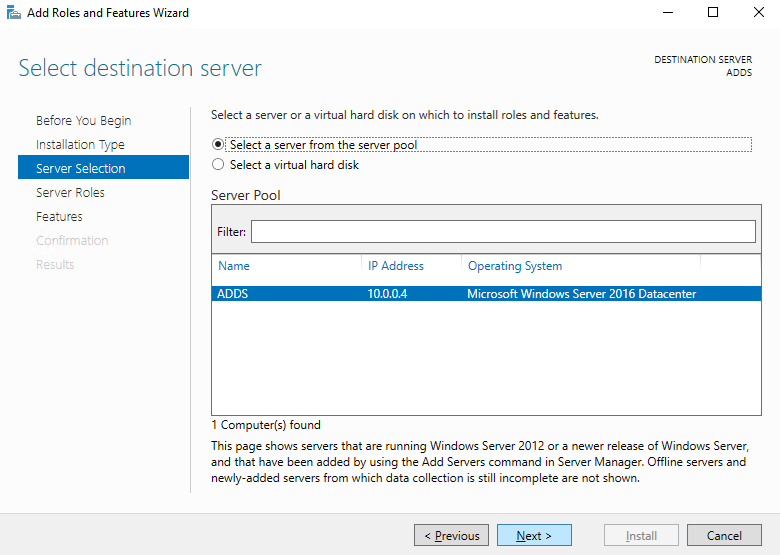 Add Roles and Features Wizard
Select destination server
DESTINATION SERVER
ADDS
Before You Begin
Installation Type
Server Selection
Server Roles
Features
Confirmation
Results
Select a server or a virtual hard disk on which to install roles and features.
Select a server from the server pool
Select a virtual hard disk
Server Pool
Filter:
Name IP Address Operating System
ADDS 10.0.0.4 Microsoft Windows Server 2016 Datacenter
1 Computer(s) found
This page shows servers that are running Windows Server 2012 or a newer release of Windows Server,
and that have been added by using the Add Servers command in Server Manager. Offline servers and
newly-added servers from which data collection is still incomplete are not shown.
< Previous Next > Install Cancel